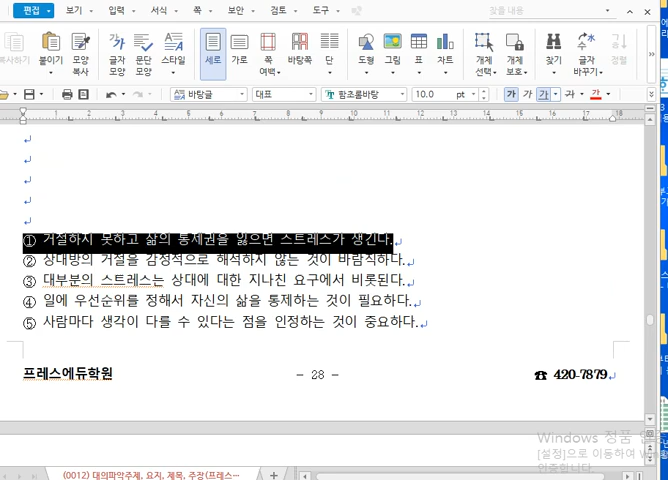 편집 보기 입력 서식 쪽 보안 검토 도구 찾을 내용
복사하기 붙이기 모양 복사 글자 모양 문단 모양 스타일 세로 가로 쪽 여백 바탕쪽 단 도형 그림 표 차트 개체 선택 개체 보호 찾기 글자 바꾸기 정렬
바탕글 대표 함초롬바탕 10.0 pt 가 가 가 가 가
① 거절하지 못하고 삶의 통제권을 잃으면 스트레스가 생긴다.
② 상대방의 거절을 감정적으로 해석하지 않는 것이 바람직하다.
③ 대부분의 스트레스는 상대에 대한 지나친 요구에서 비롯된다.
④ 일에 우선순위를 정해서 자신의 삶을 통제하는 것이 필요하다.
⑤ 사람마다 생각이 다를 수 있다는 점을 인정하는 것이 중요하다.
프레스에듀학원 - 28 - ☎ 420-7879
Windows 정품
[설정]으로 이동하여
인증합니다.
(0012) 대의파악주제, 요지, 제목, 주장(프레스…